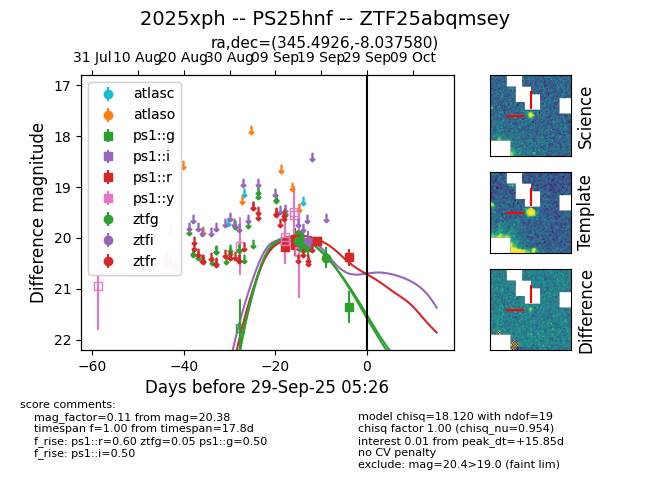 2025xph -- PS25hnf -- ZTF25abqmsey
ra,dec=(345.4926,-8.037580)
31 Jul 10 Aug 20 Aug 30 Aug 09 Sep 19 Sep 29 Sep 09 Oct
17
18
19
20
21
22
Difference magnitude
atlasc
atlaso
ps1::g
ps1::i
ps1::r
ps1::y
ztfg
ztfi
ztfr
−60 −40 −20 0
Days before 29-Sep-25 05:26
Science
Template
Difference
score comments:
mag_factor=0.11 from mag=20.38
timespan f=1.00 from timespan=17.8d
f_rise: ps1::r=0.60 ztfg=0.05 ps1::g=0.50
f_rise: ps1::i=0.50
model chisq=18.120 with ndof=19
chisq factor 1.00 (chisq_nu=0.954)
interest 0.01 from peak_dt=+15.85d
no CV penalty
exclude: mag=20.4>19.0 (faint lim)